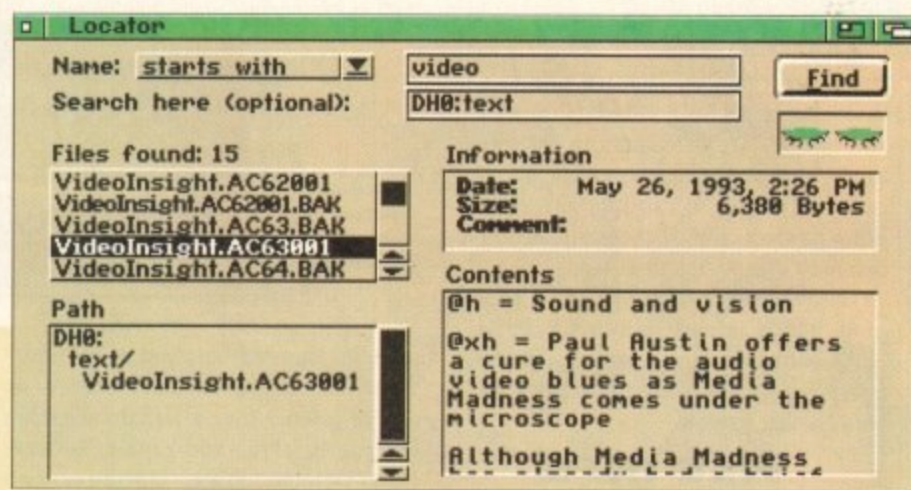 Locator
Name: starts with video Find
Search here (optional): DH0:text
Files found: 15
VideoInsight.AC62001
VideoInsight.AC62001.BAK
VideoInsight.AC63.BAK
VideoInsight.AC63001
VideoInsight.AC64.BAK
Path
DH0:
text/
VideoInsight.AC63001
Information
Date: May 26, 1993, 2:26 PM
Size: 6,380 Bytes
Comment:
Contents
@h = Sound and vision
@xh = Paul Austin offers
a cure for the audio
video blues as Media
Madness comes under the
microscope
Although Media Madness